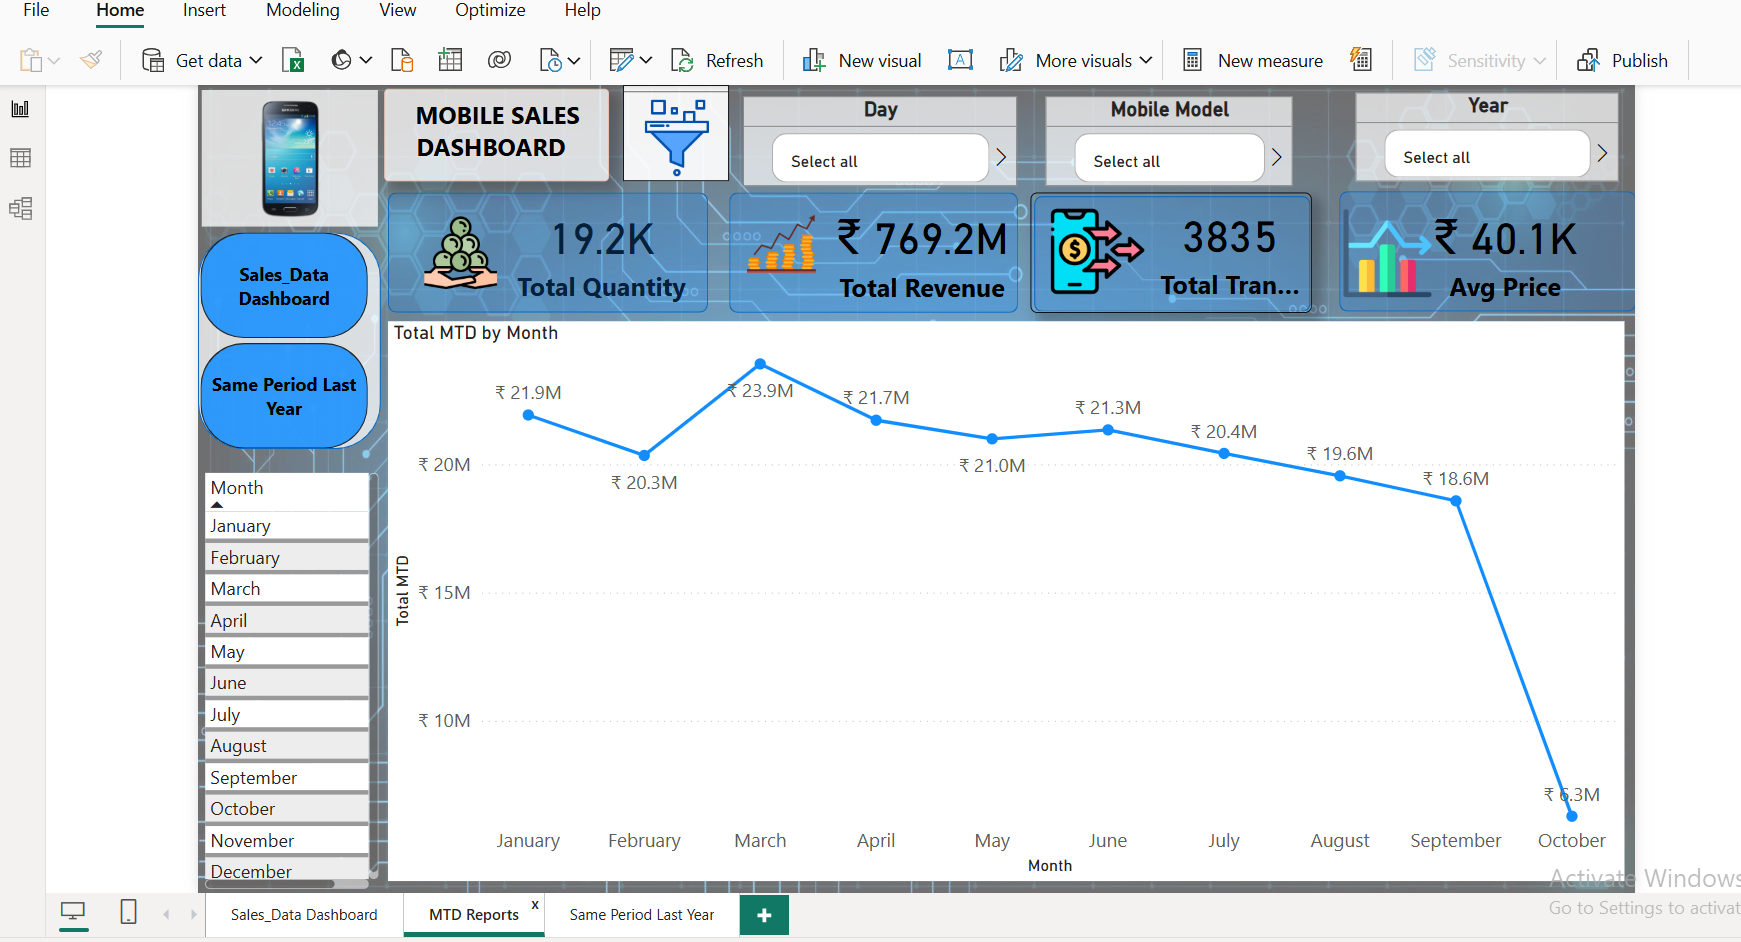 File Home Insert Modeling View Optimize Help
Get data Refresh New visual More visuals New measure Sensitivity Publish
MOBILE SALES
DASHBOARD
Day
Select all
Mobile Model
Select all
Year
Select all
19.2K
Total Quantity
₹ 769.2M
Total Revenue
3835
Total Tran...
₹ 40.1K
Avg Price
Sales_Data
Dashboard
Same Period Last
Year
Month
January
February
March
April
May
June
July
August
September
October
November
December
Total MTD by Month
₹ 21.9M
₹ 20.3M
₹ 23.9M
₹ 21.7M
₹ 21.0M
₹ 21.3M
₹ 20.4M
₹ 19.6M
₹ 18.6M
₹ 6.3M
₹ 20M
₹ 15M
₹ 10M
Total MTD
January February March April May June July August September October
Month
Activate Windows
Go to Settings to activat
Sales_Data Dashboard MTD Reports x Same Period Last Year +